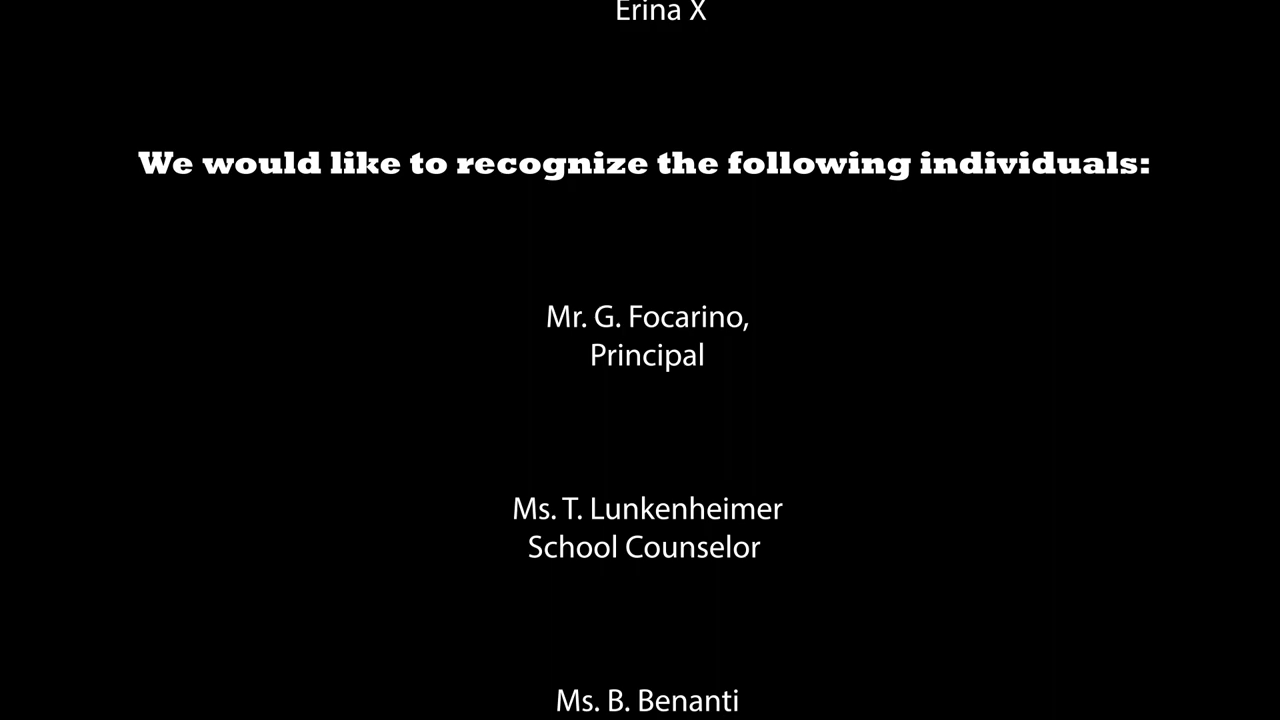 Erina X
We would like to recognize the following individuals:
Mr. G. Focarino,
Principal
Ms. T. Lunkenheimer
School Counselor
Ms. B. Benanti